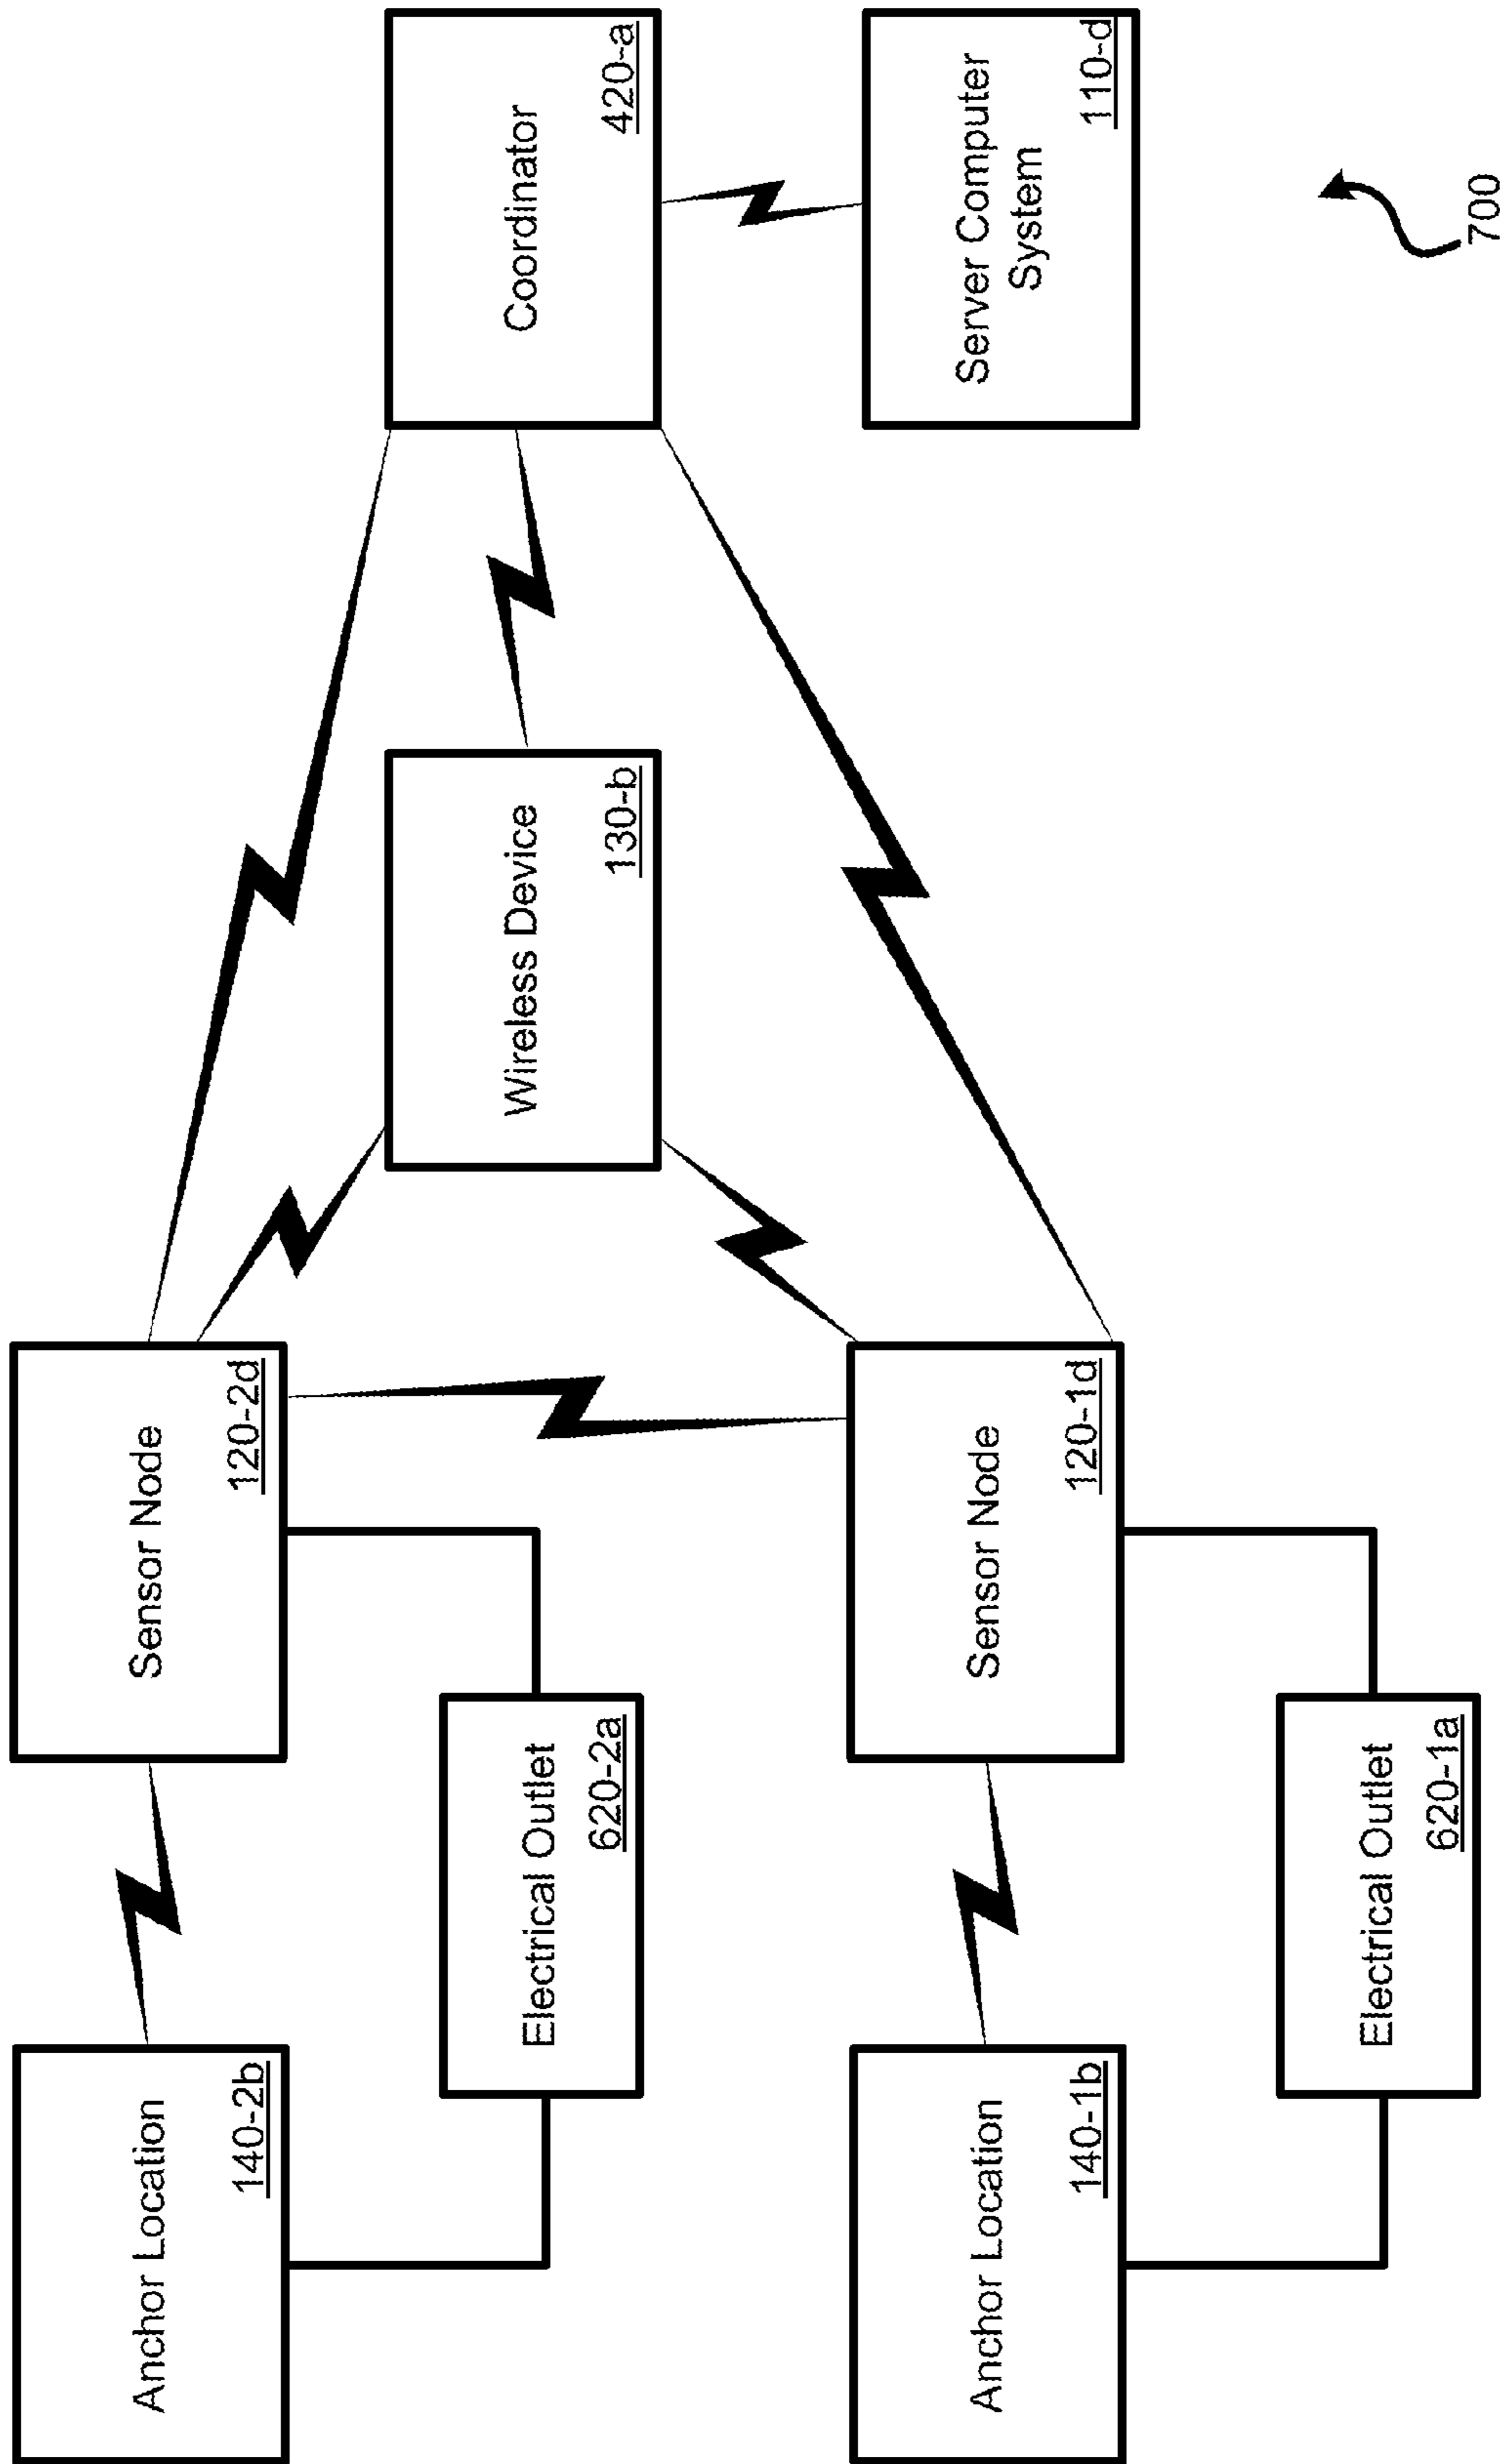 Anchor Location
140-2b
Sensor Node
120-2d
Electrical Outlet
620-2a
Wireless Device
130-b
Coordinator
420-a
Anchor Location
140-1b
Sensor Node
120-1d
Electrical Outlet
620-1a
Server Computer
System
110-d
700